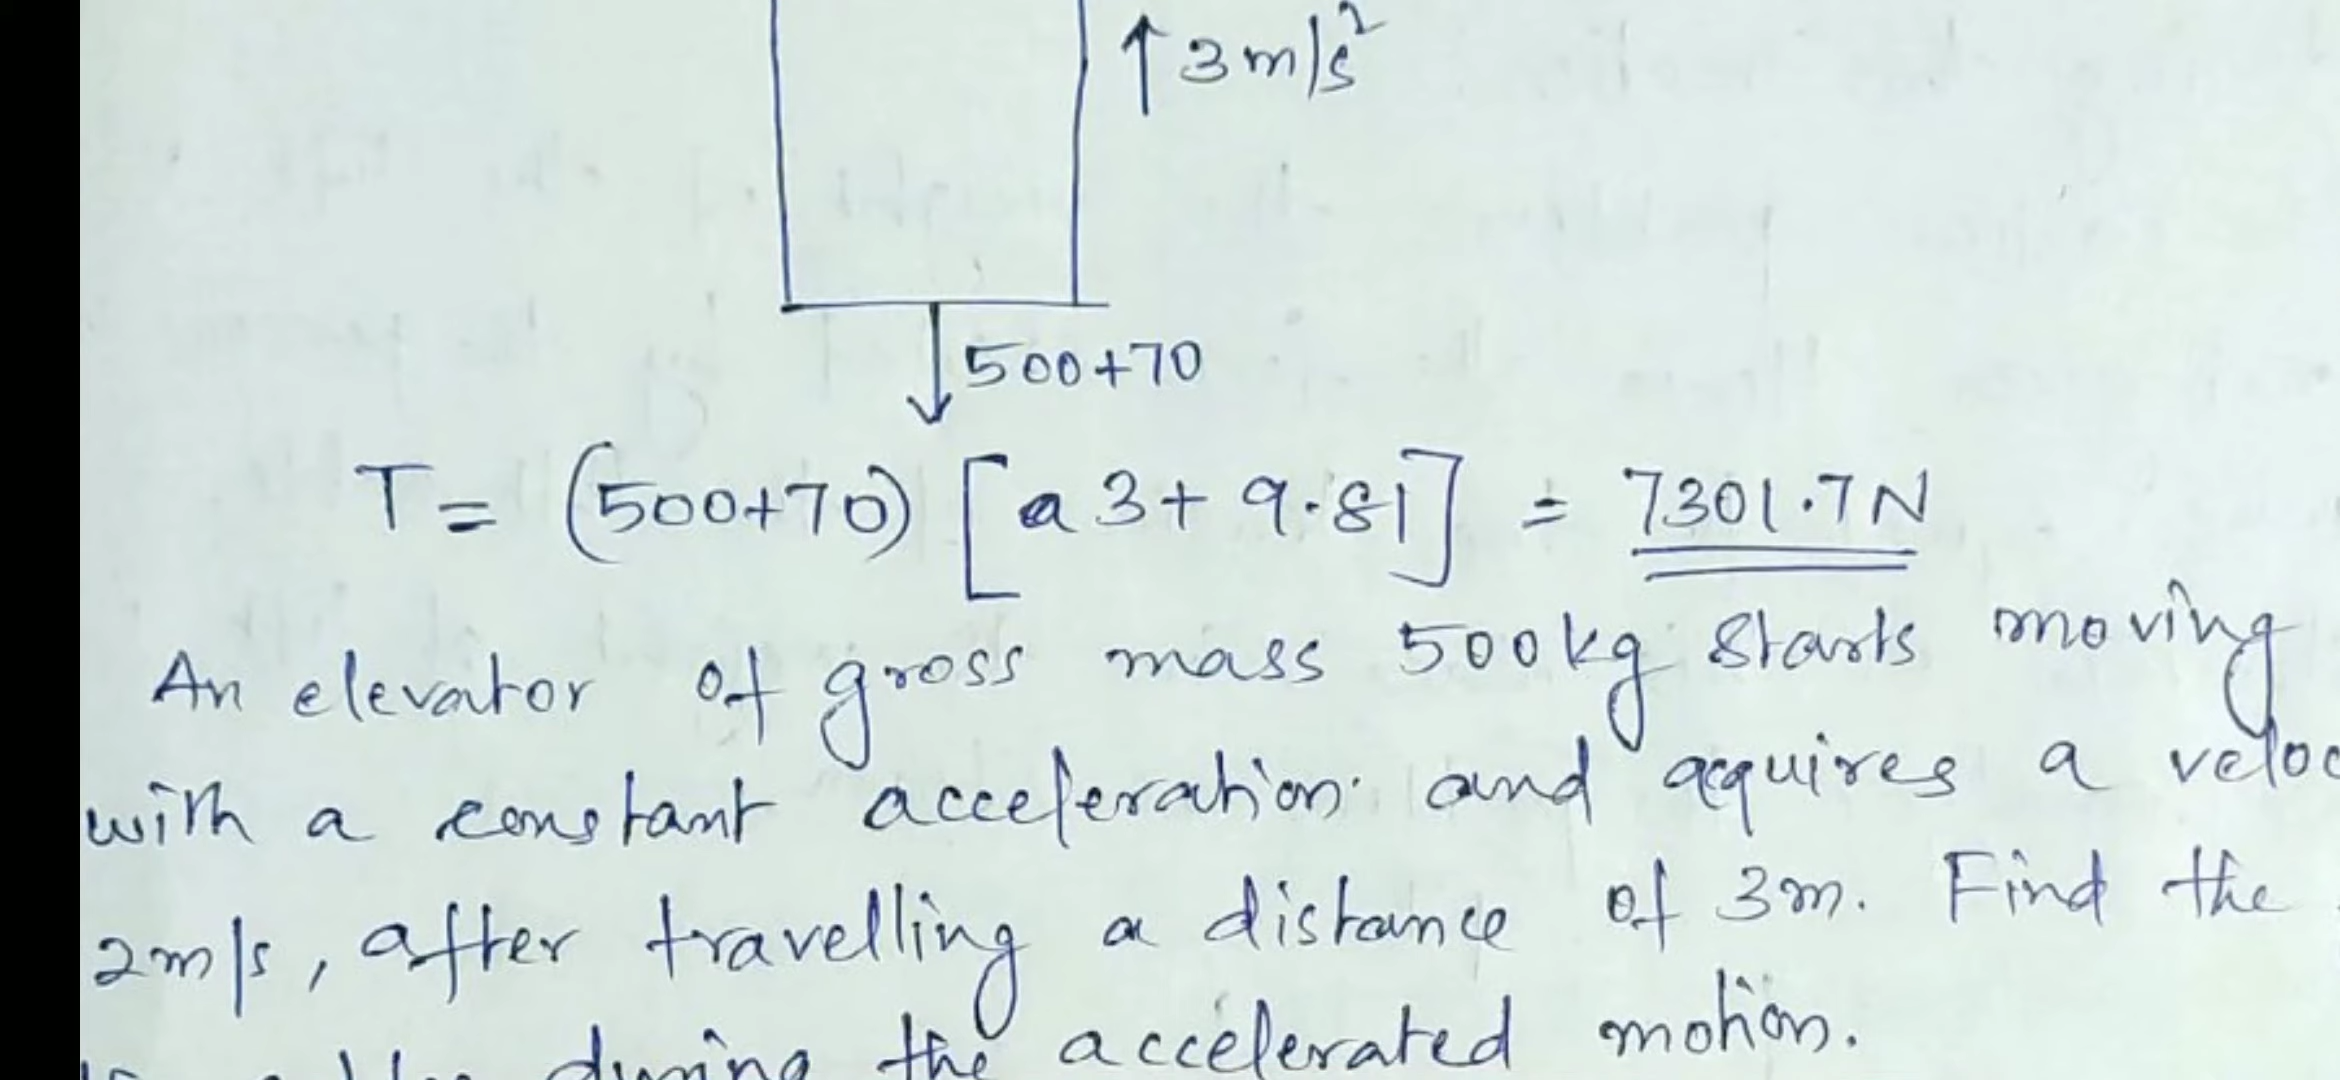 ↑3m/s²
500+70
T = (500+70) [a 3 + 9.81] = 7301.7N
An elevator of gross mass 500kg starts moving
with a constant acceleration and acquires a veloc
2m/s, after travelling a distance of 3m. Find the
during the accelerated motion.